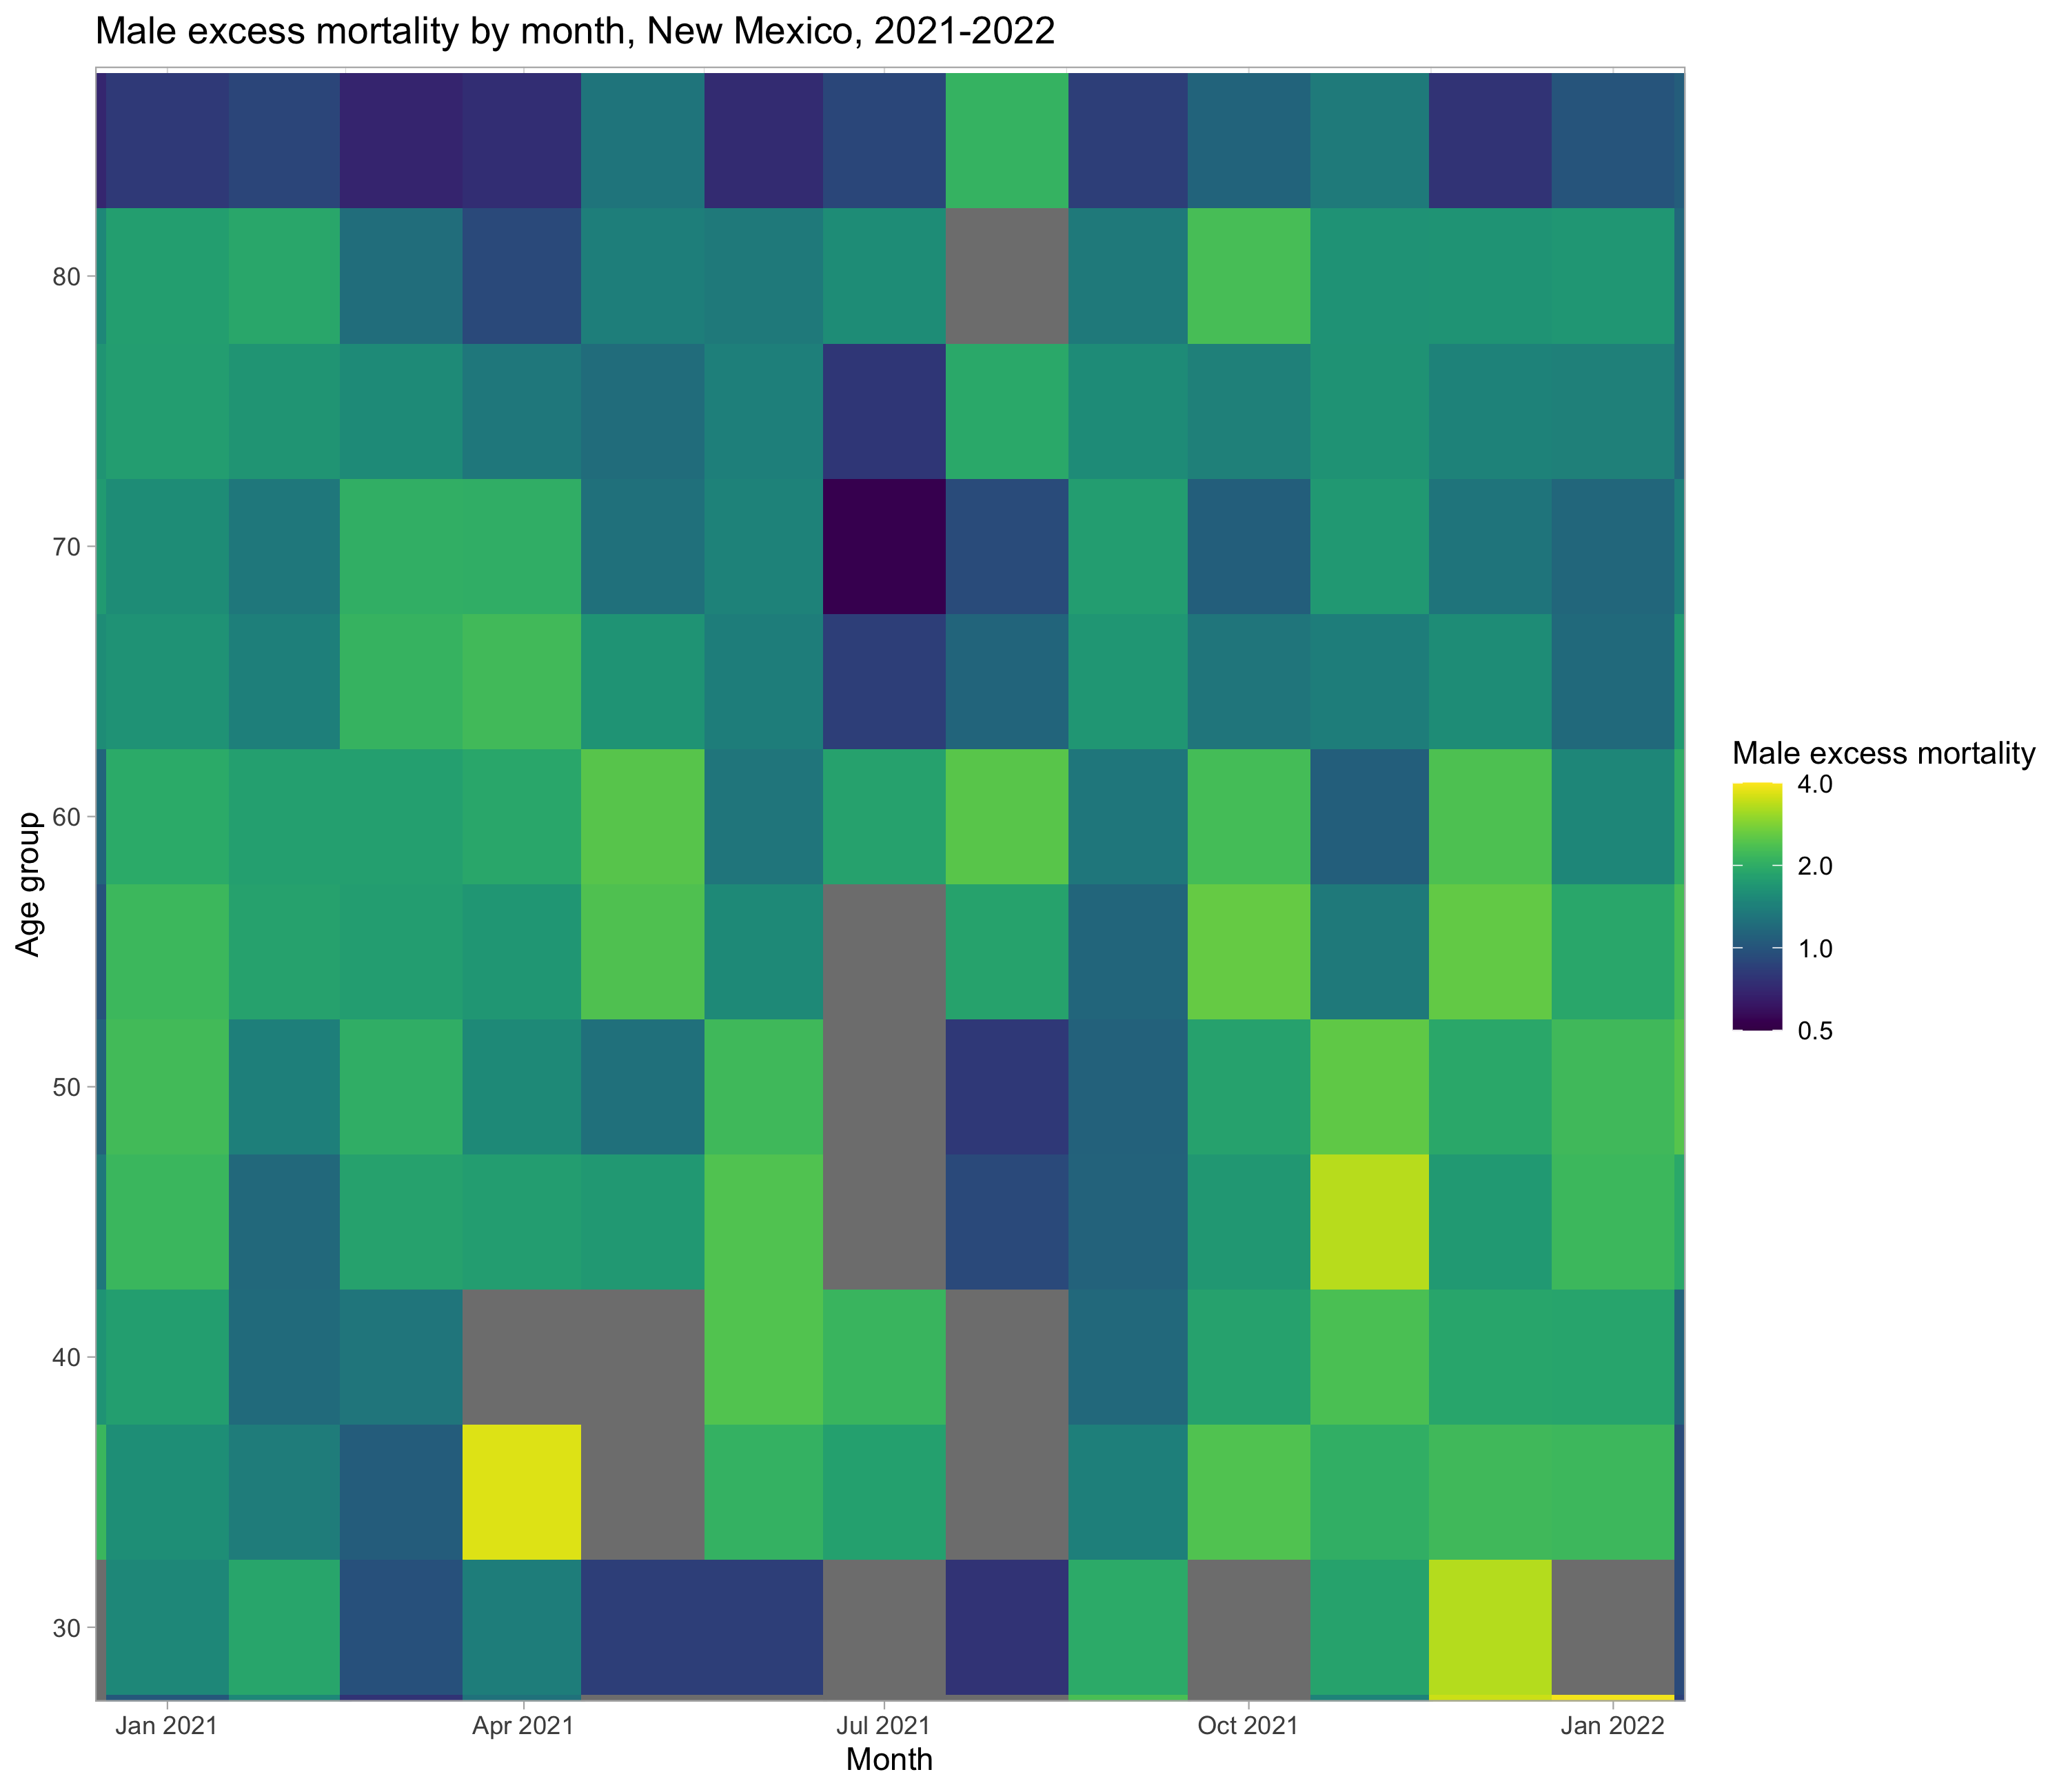 Male excess mortality by month, New Mexico, 2021-2022
80
70
60
50
40
30
Age group
Jan 2021
Apr 2021
Jul 2021
Oct 2021
Jan 2022
Month
Male excess mortality
4.0
2.0
1.0
0.5